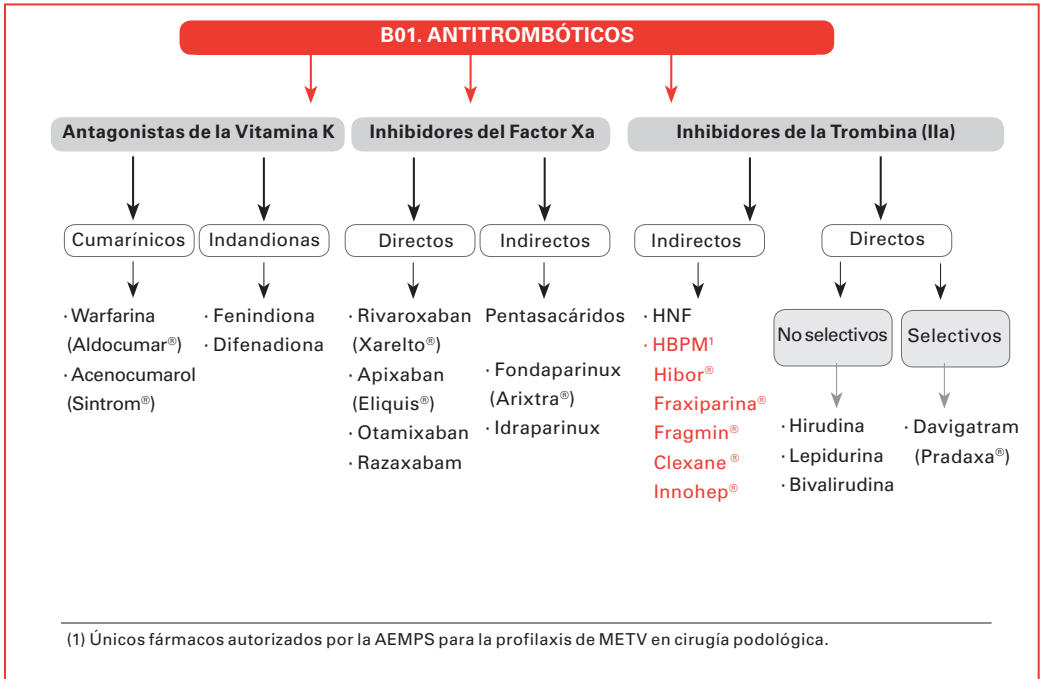 B01. ANTITROMBÓTICOS
Antagonistas de la Vitamina K
Inhibidores del Factor Xa
Inhibidores de la Trombina (IIa)
Cumarínicos
Indandionas
Directos
Indirectos
Indirectos
Directos
· Warfarina
(Aldocumar®)
· Acenocumarol
(Sintrom®)
· Fenindiona
· Difenadiona
· Rivaroxaban
(Xarelto®)
· Apixaban
(Eliquis®)
· Otamixaban
· Razaxabam
Pentasacáridos
· Fondaparinux
(Arixtra®)
· Idraparinux
· HNF
· HBPM¹
Hibor®
Fraxiparina®
Fragmin®
Clexane ®
Innohep®
No selectivos
Selectivos
· Hirudina
· Lepidurina
· Bivalirudina
· Davigatram
(Pradaxa®)
(1) Únicos fármacos autorizados por la AEMPS para la profilaxis de METV en cirugía podológica.